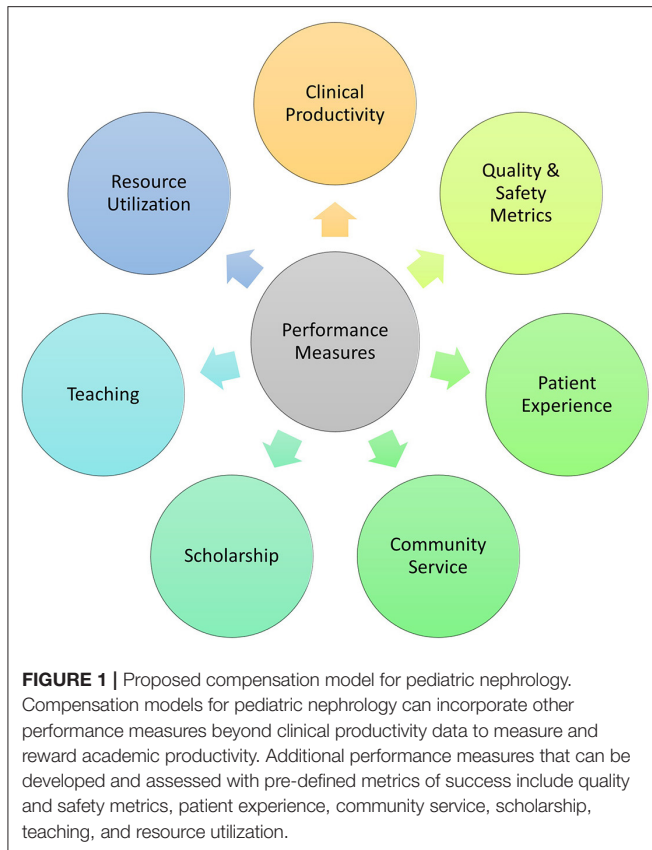 Clinical
Productivity
Quality &
Safety
Metrics
Resource
Utilization
Performance
Measures
Patient
Experience
Teaching
Community
Service
Scholarship
FIGURE 1 | Proposed compensation model for pediatric nephrology.
Compensation models for pediatric nephrology can incorporate other
performance measures beyond clinical productivity data to measure and
reward academic productivity. Additional performance measures that can be
developed and assessed with pre-defined metrics of success include quality
and safety metrics, patient experience, community service, scholarship,
teaching, and resource utilization.